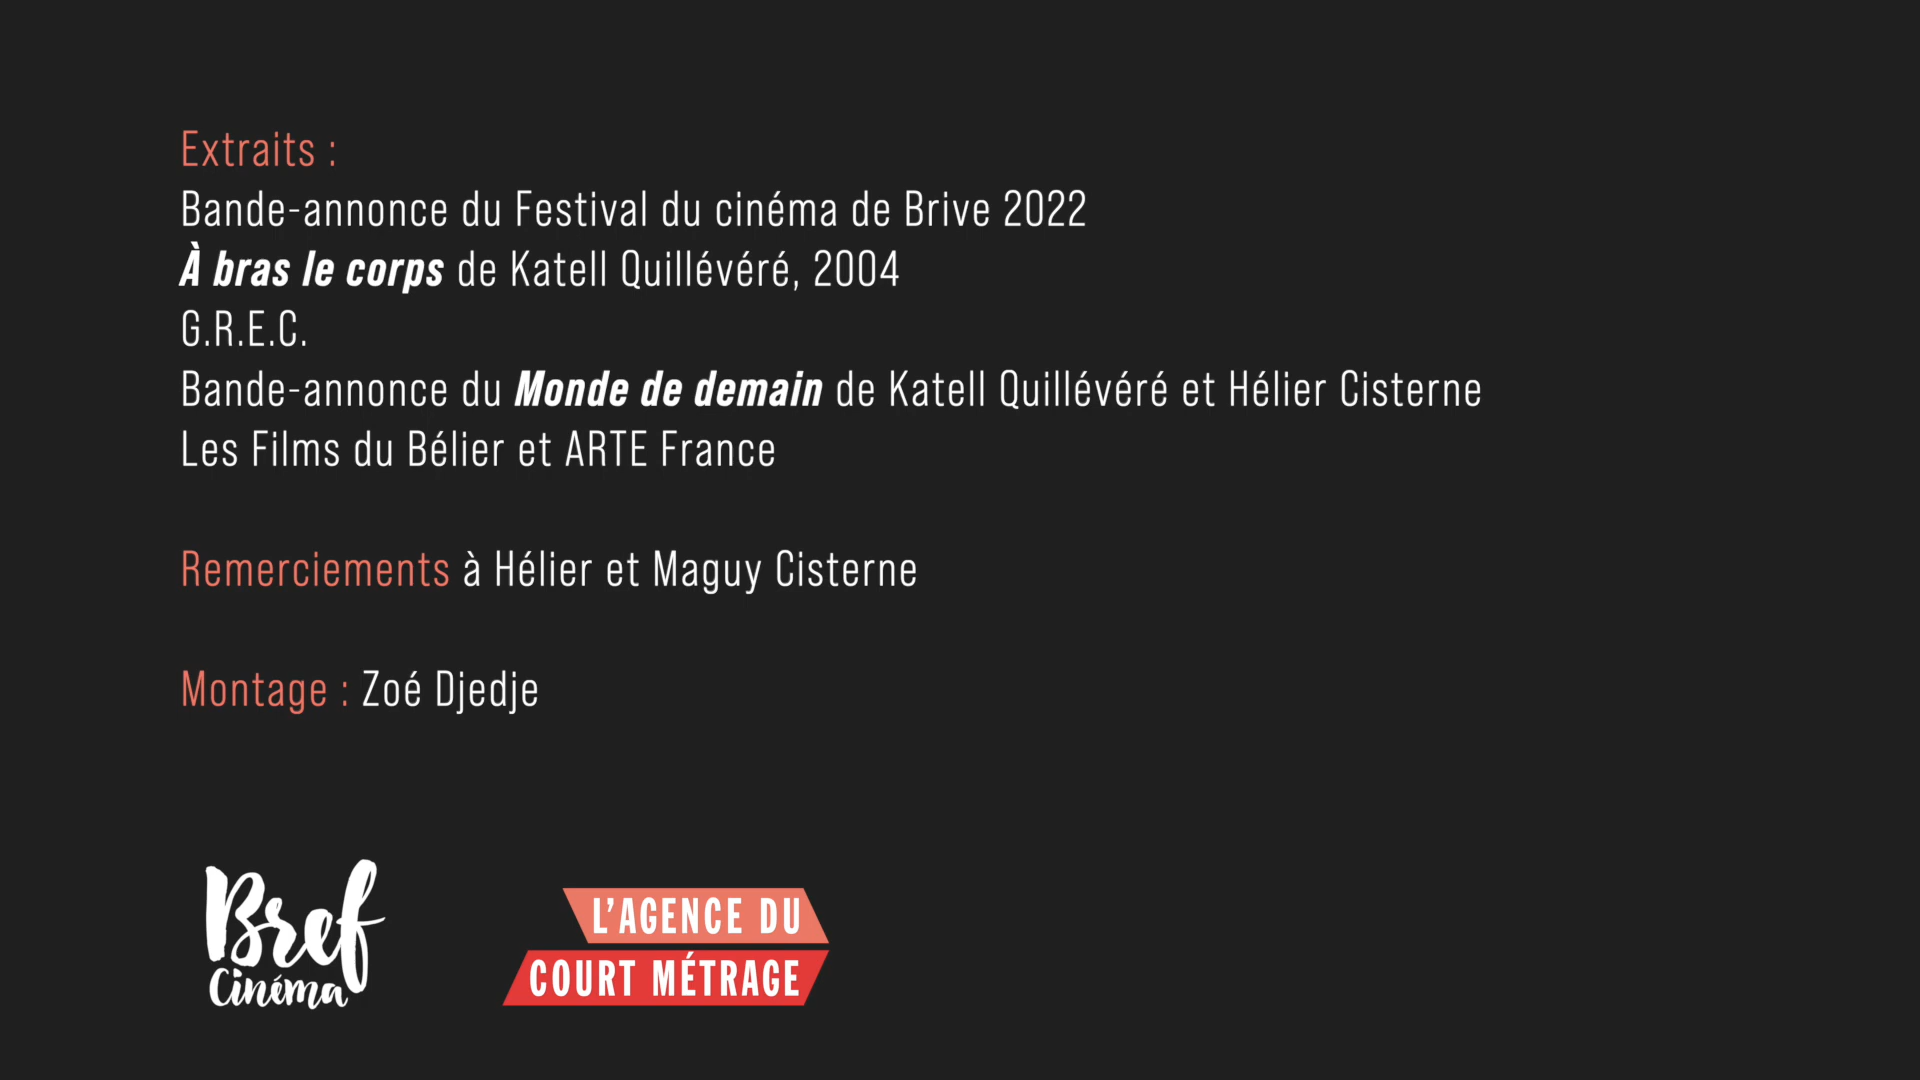 Extraits :
Bande-annonce du Festival du cinéma de Brive 2022
À bras le corps de Katell Quillévéré, 2004
G.R.E.C.
Bande-annonce du Monde de demain de Katell Quillévéré et Hélier Cisterne
Les Films du Bélier et ARTE France
Remerciements à Hélier et Maguy Cisterne
Montage : Zoé Djedje
Bref
Cinéma
L’AGENCE DU
COURT MÉTRAGE